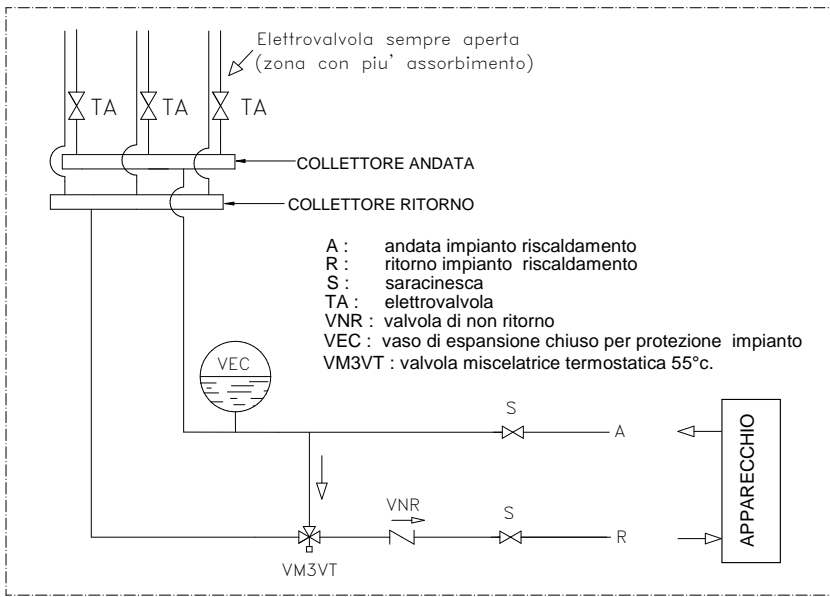 Elettrovalvola sempre aperta
(zona con piu' assorbimento)
TA TA TA
COLLETTORE ANDATA
COLLETTORE RITORNO
A : andata impianto riscaldamento
R : ritorno impianto riscaldamento
S : saracinesca
TA : elettrovalvola
VNR : valvola di non ritorno
VEC : vaso di espansione chiuso per protezione impianto
VM3VT : valvola miscelatrice termostatica 55°c.
VEC
S
A
APPARECCHIO
VNR
S
R
VM3VT